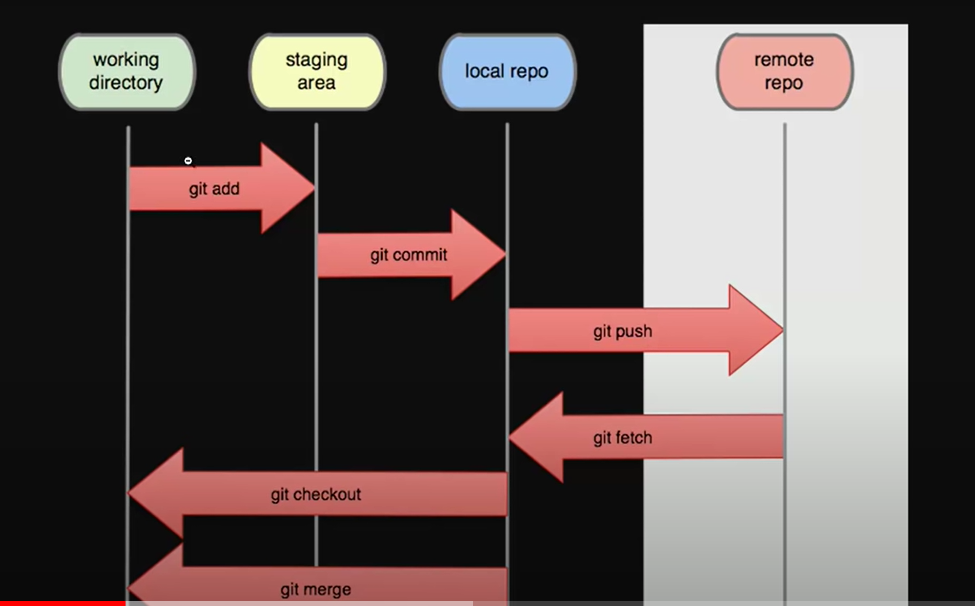 working
directory
staging
area
local repo
remote
repo
git add
git commit
git push
git fetch
git checkout
git merge